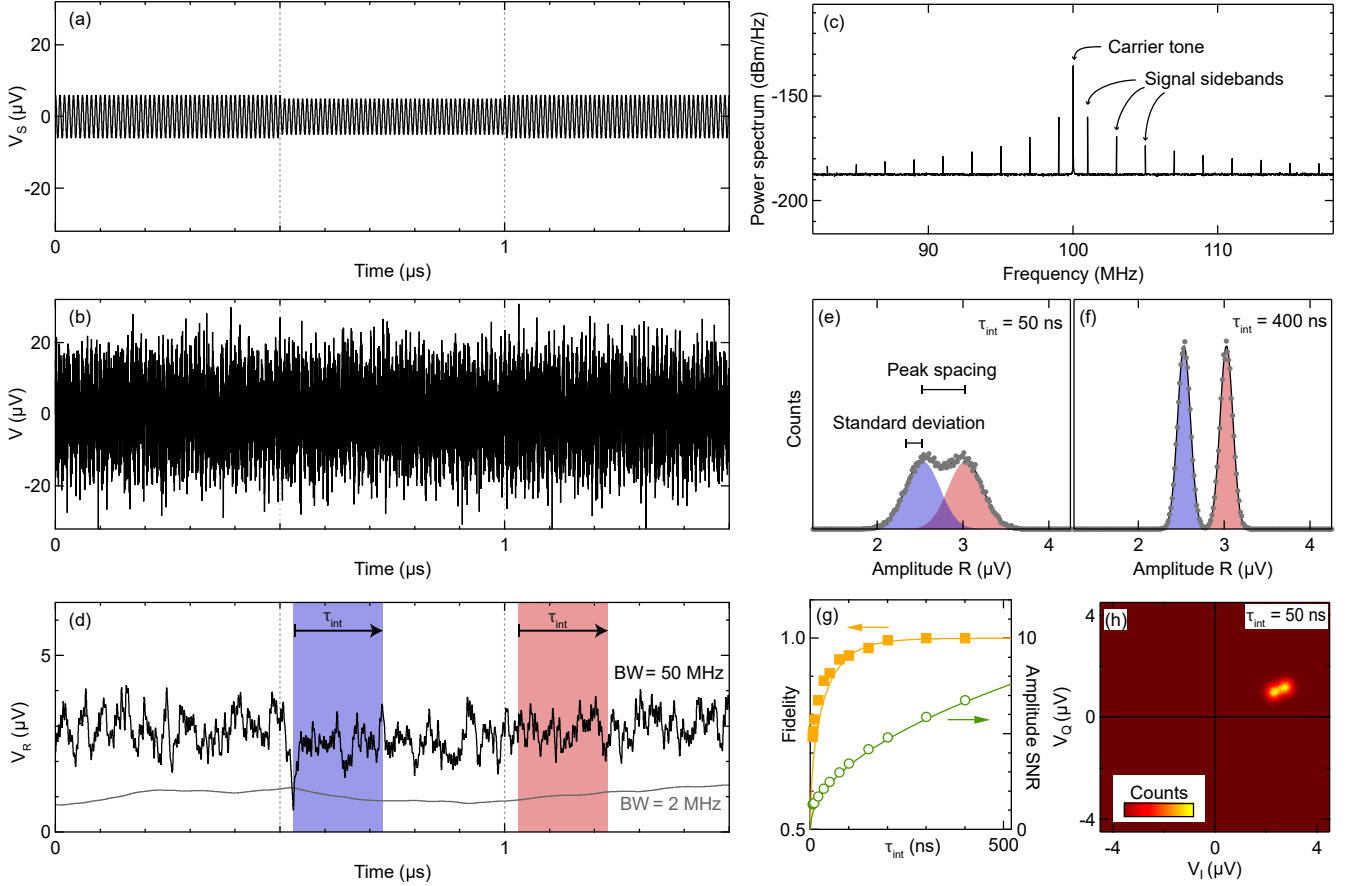 (a)
20
0
-20
V_S (µV)
0
1
Time (µs)
(b)
20
0
-20
V (µV)
0
1
Time (µs)
(c)
Carrier tone
Signal sidebands
-150
-200
Power spectrum (dBm/Hz)
90
100
110
Frequency (MHz)
(d)
τ_int
τ_int
BW = 50 MHz
BW = 2 MHz
5
0
V_R (µV)
0
1
Time (µs)
(e)
τ_int = 50 ns
Peak spacing
Standard deviation
Counts
2
3
4
Amplitude R (µV)
(f)
τ_int = 400 ns
2
3
4
Amplitude R (µV)
(g)
1.0
0.5
Fidelity
10
5
0
Amplitude SNR
0
500
τ_int (ns)
(h)
τ_int = 50 ns
4
0
-4
V_Q (µV)
Counts
-4
0
4
V_I (µV)